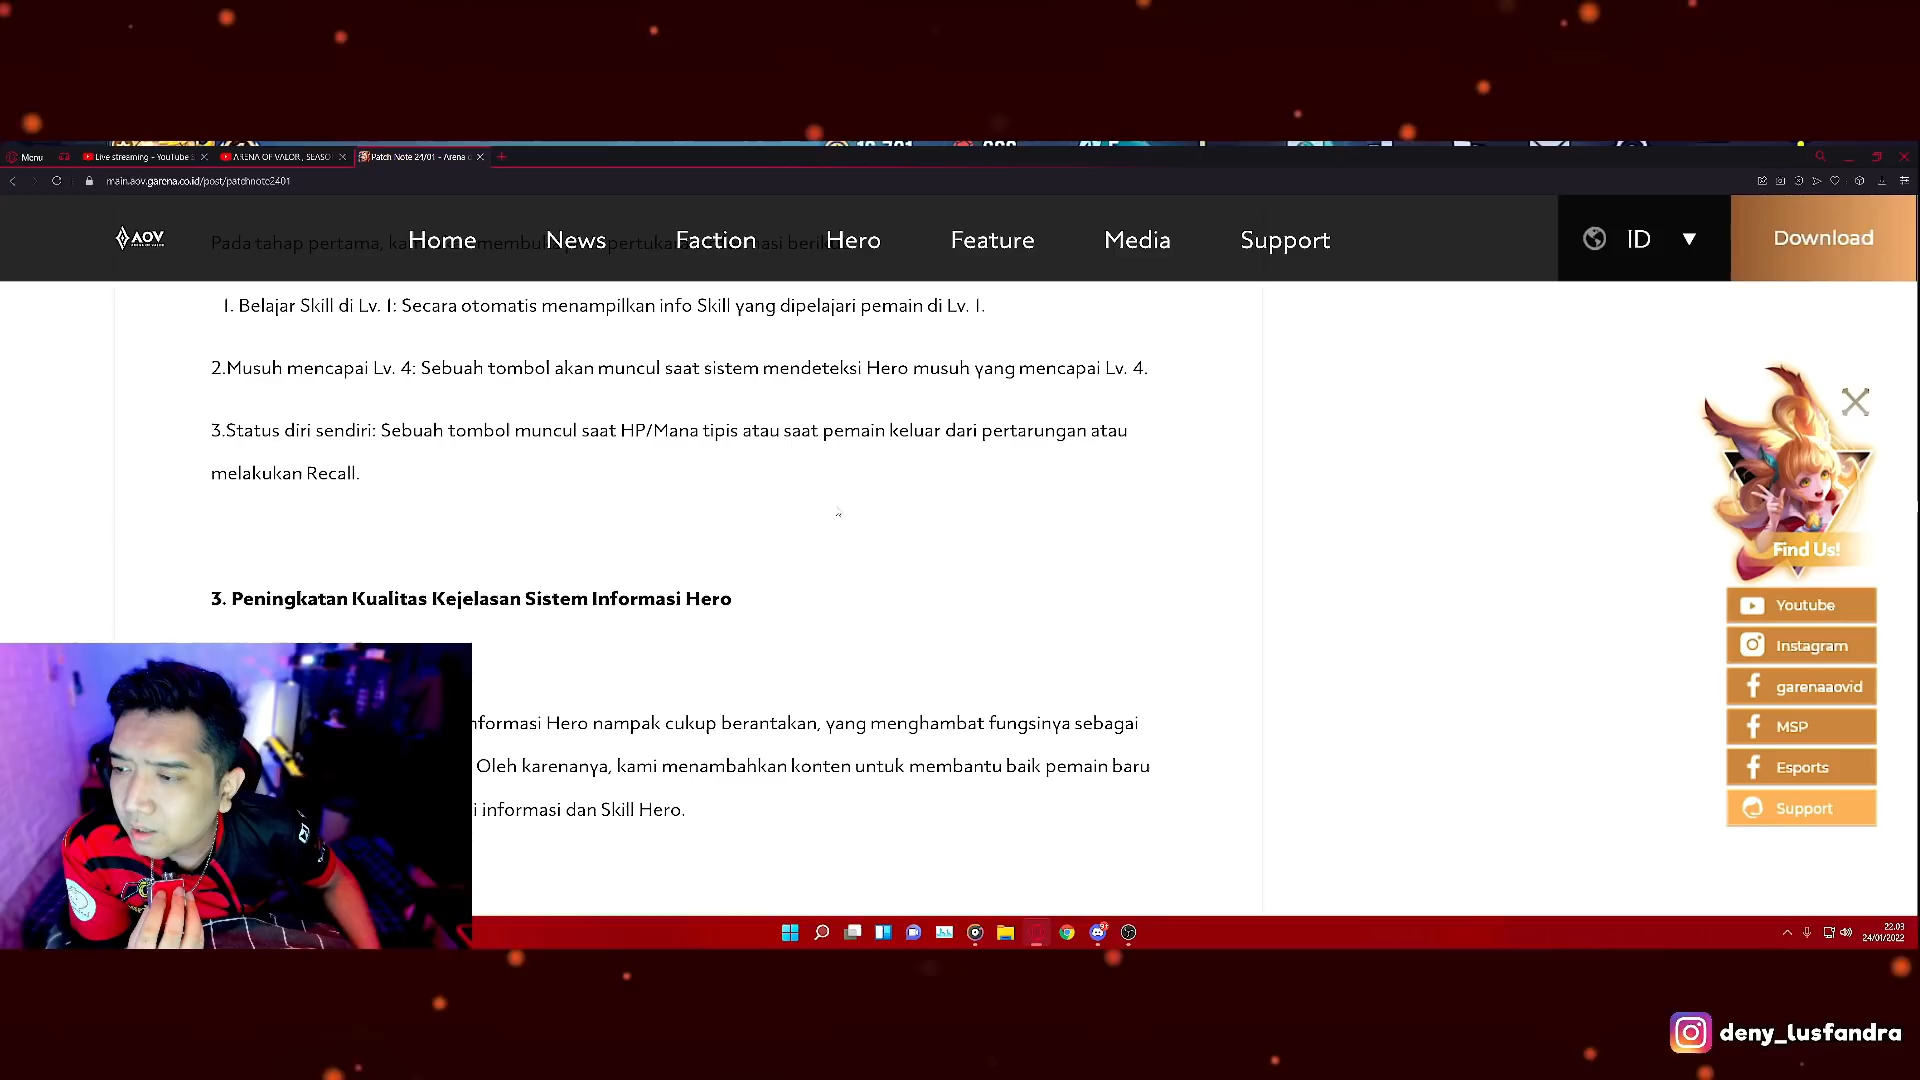 Menu
Live streaming - YouTube S
ARENA OF VALOR , SEASO
Patch Note 24/01 - Arena o
main.aov.garena.co.id/post/patchnote2401
AOV
Home
News
Faction
Hero
Feature
Media
Support
ID
Download
Pada tahap pertama,
1. Belajar Skill di Lv. 1: Secara otomatis menampilkan info Skill yang dipelajari pemain di Lv. 1.
2.Musuh mencapai Lv. 4: Sebuah tombol akan muncul saat sistem mendeteksi Hero musuh yang mencapai Lv. 4.
3.Status diri sendiri: Sebuah tombol muncul saat HP/Mana tipis atau saat pemain keluar dari pertarungan atau
melakukan Recall.
3. Peningkatan Kualitas Kejelasan Sistem Informasi Hero
nformasi Hero nampak cukup berantakan, yang menghambat fungsinya sebagai
Oleh karenanya, kami menambahkan konten untuk membantu baik pemain baru
i informasi dan Skill Hero.
Find Us!
Youtube
Instagram
garenaaovid
MSP
Esports
Support
22.03
24/01/2022
deny_lusfandra